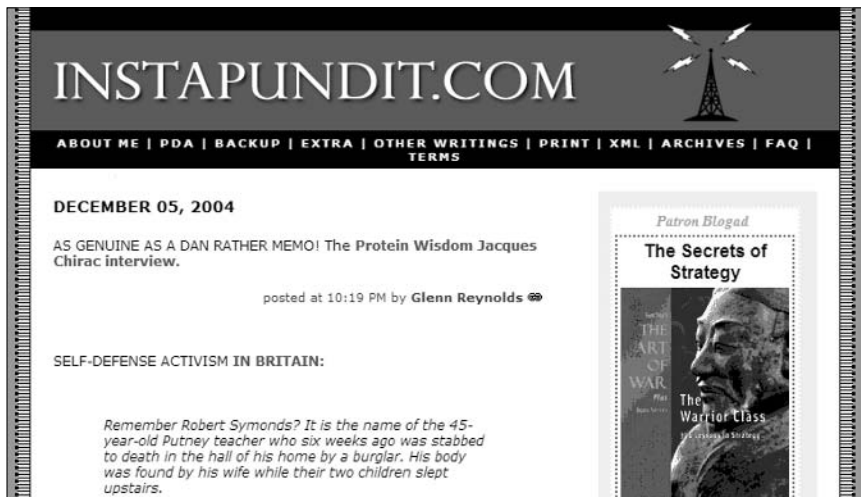 INSTAPUNDIT.COM
ABOUT ME | PDA | BACKUP | EXTRA | OTHER WRITINGS | PRINT | XML | ARCHIVES | FAQ |
TERMS
DECEMBER 05, 2004
AS GENUINE AS A DAN RATHER MEMO! The Protein Wisdom Jacques
Chirac interview.
posted at 10:19 PM by Glenn Reynolds
SELF-DEFENSE ACTIVISM IN BRITAIN:
Remember Robert Symonds? It is the name of the 45-
year-old Putney teacher who six weeks ago was stabbed
to death in the hall of his home by a burglar. His body
was found by his wife while their two children slept
upstairs.
Patron Blogad
The Secrets of
Strategy
THE
ART
OF
WAR
Plus
The
Warrior Class